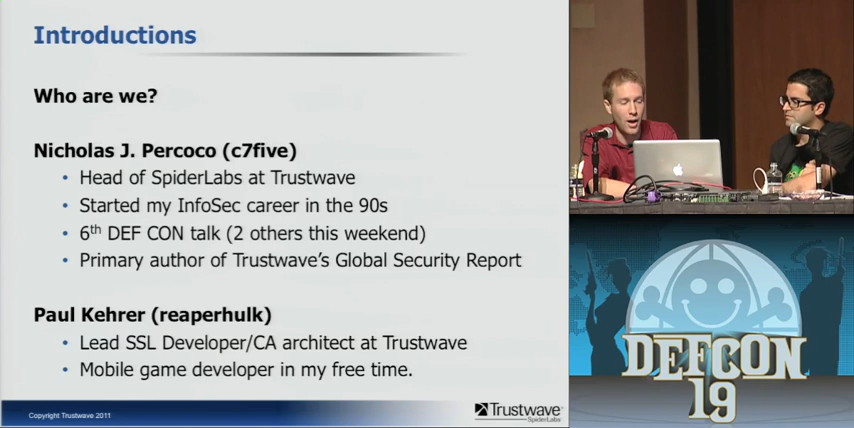 Introductions
Who are we?
Nicholas J. Percoco (c7five)
• Head of SpiderLabs at Trustwave
• Started my InfoSec career in the 90s
• 6th DEF CON talk (2 others this weekend)
• Primary author of Trustwave's Global Security Report
Paul Kehrer (reaperhulk)
• Lead SSL Developer/CA architect at Trustwave
• Mobile game developer in my free time.
Copyright Trustwave 2011
Trustwave®
SpiderLabs
DEFCON
19